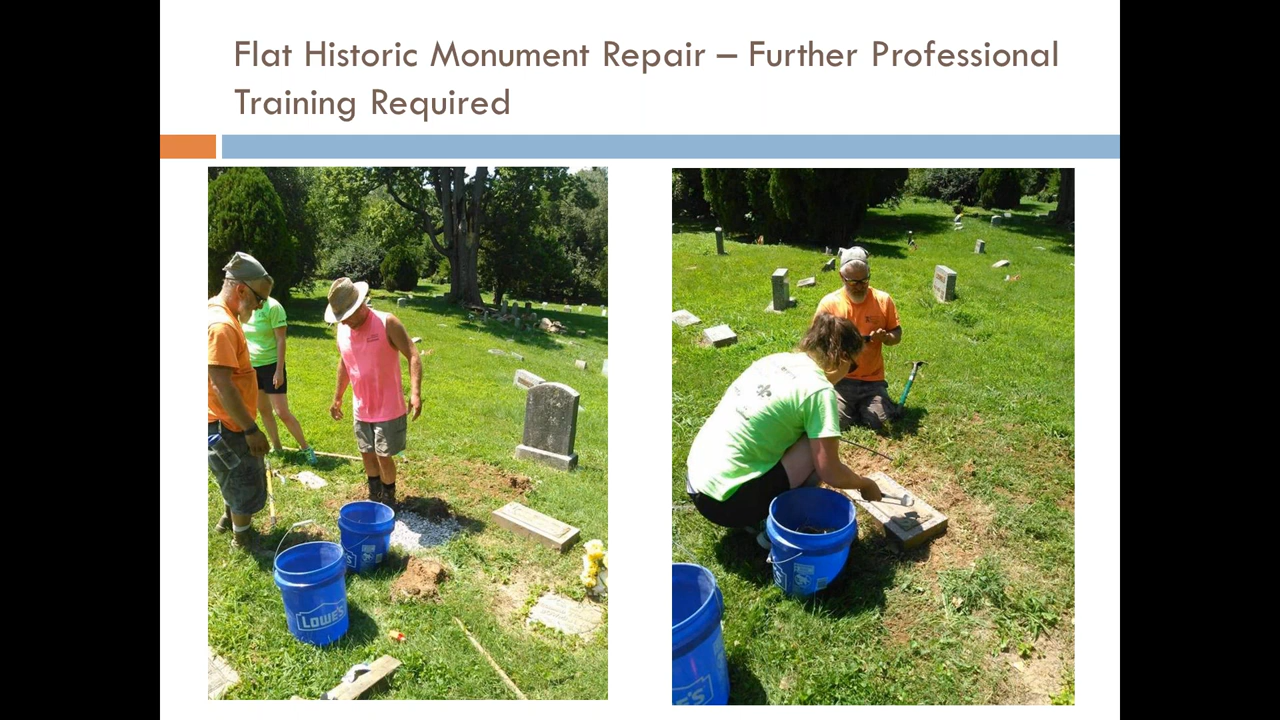 Flat Historic Monument Repair – Further Professional
Training Required
LOWE'S